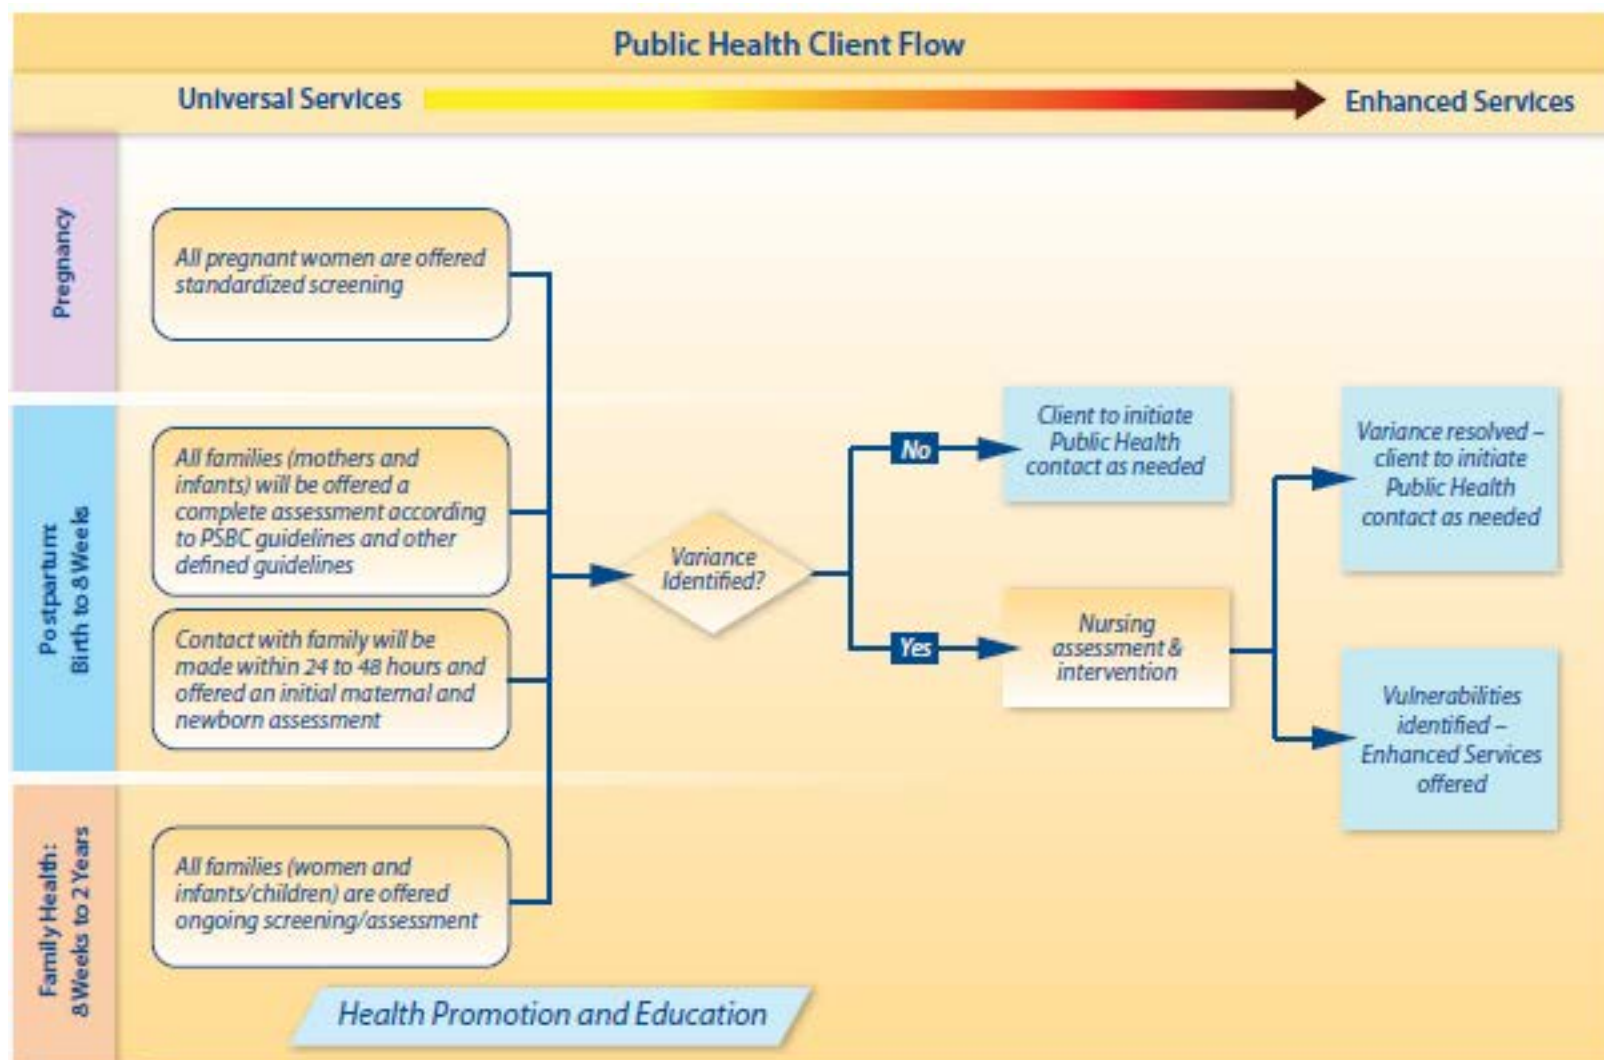 Public Health Client Flow
Universal Services
Enhanced Services
Pregnancy
All pregnant women are offered
standardized screening
Postpartum:
Birth to 8 Weeks
All families (mothers and
infants) will be offered a
complete assessment according
to PSBC guidelines and other
defined guidelines
Contact with family will be
made within 24 to 48 hours and
offered an initial maternal and
newborn assessment
Family Health:
8 Weeks to 2 Years
All families (women and
infants/children) are offered
ongoing screening/assessment
Variance
Identified?
No
Client to initiate
Public Health
contact as needed
Yes
Nursing
assessment &
intervention
Variance resolved –
client to initiate
Public Health
contact as needed
Vulnerabilities
identified –
Enhanced Services
offered
Health Promotion and Education